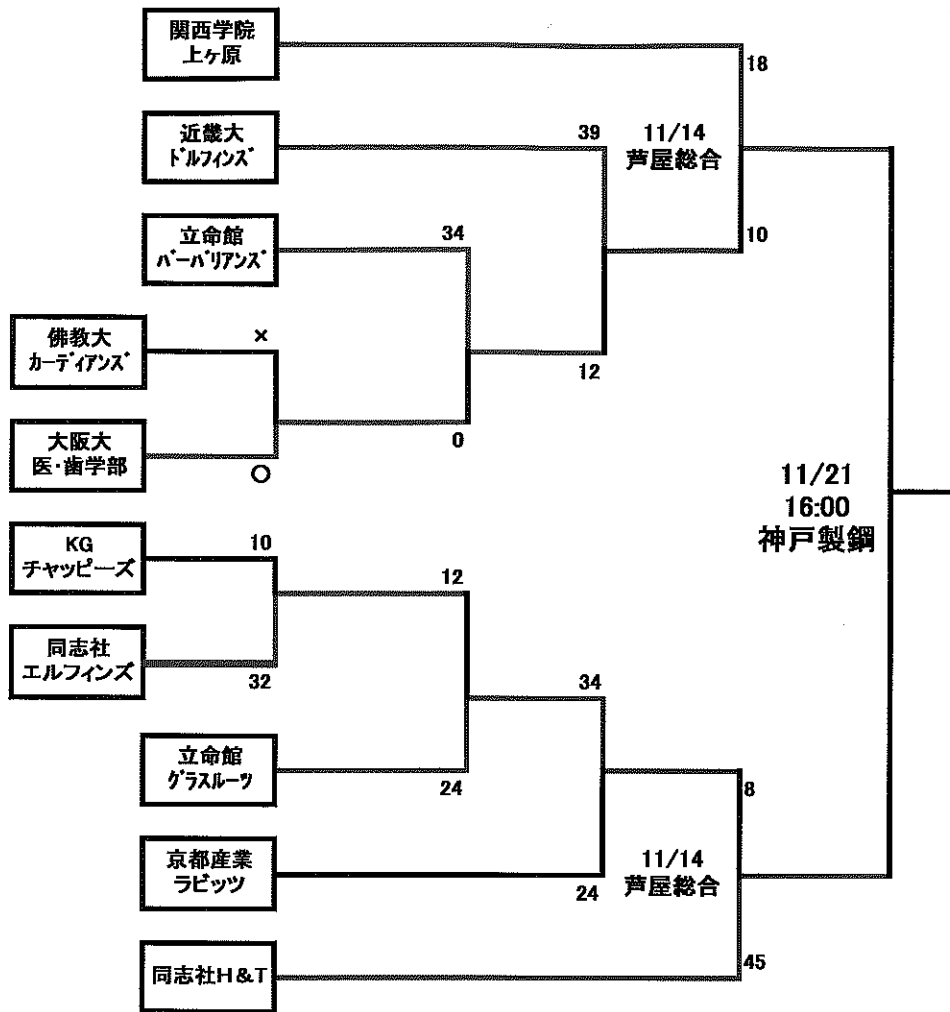 関西学院
上ヶ原
18
近畿大
ドルフィンズ
39
11/14
芦屋総合
立命館
バーバリアンズ
34
10
佛教大
カーディアンズ
×
12
大阪大
医・歯学部
○
0
11/21
16:00
神戸製鋼
KG
チャッピーズ
10
12
同志社
エルフィンズ
32
34
立命館
グラスルーツ
24
8
京都産業
ラビッツ
24
11/14
芦屋総合
同志社H&T
45